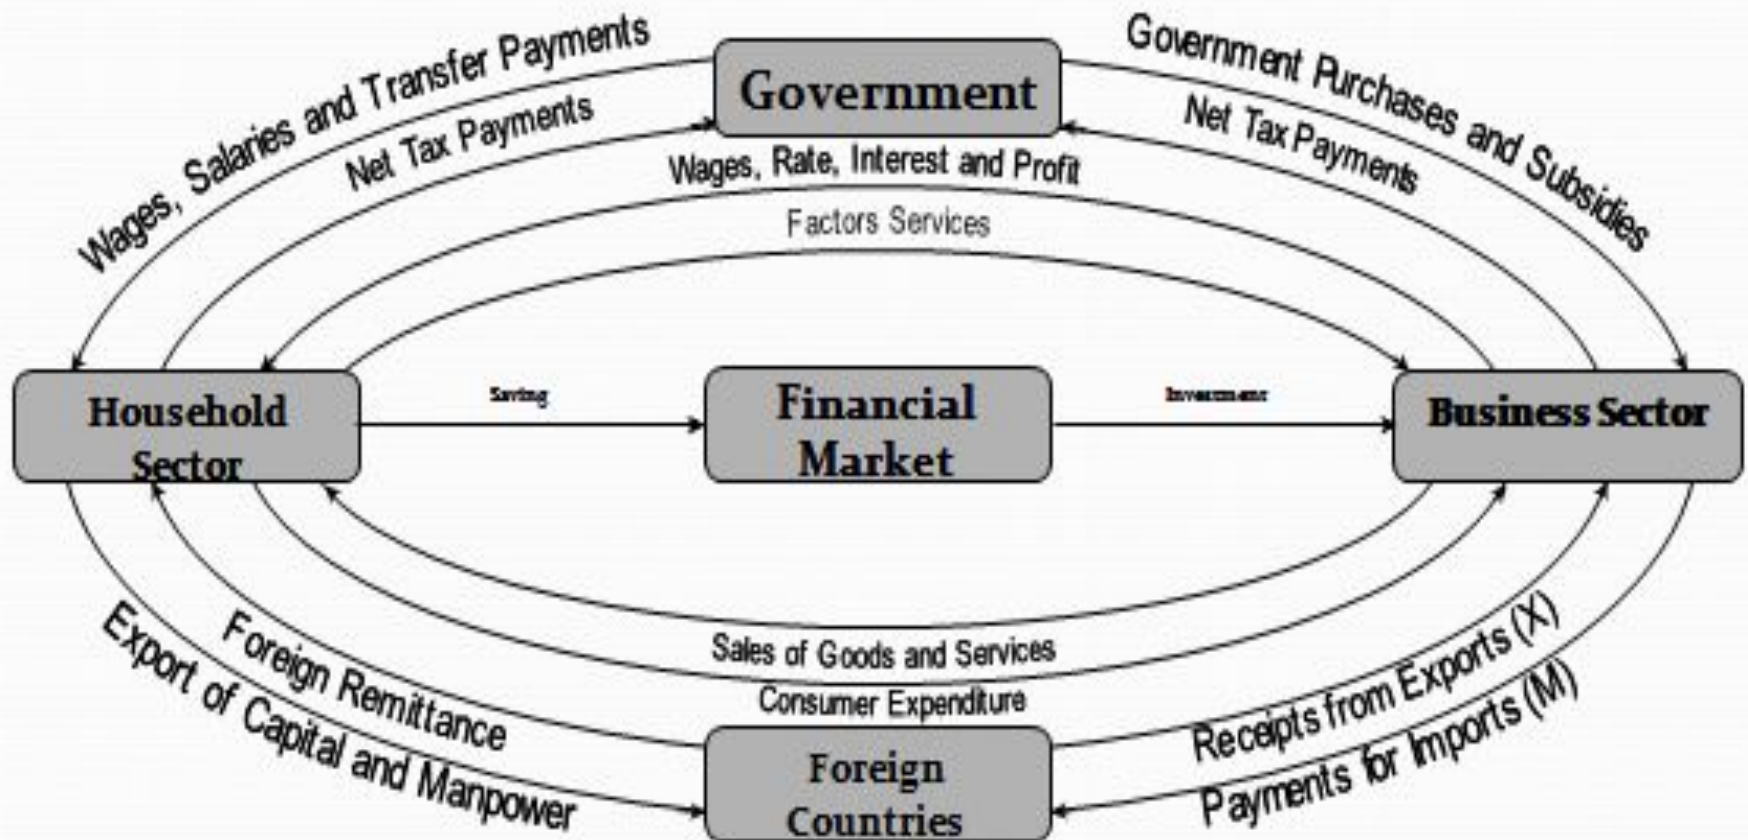 Wages, Salaries and Transfer Payments
Net Tax Payments
Government
Government Purchases and Subsidies
Net Tax Payments
Wages, Rate, Interest and Profit
Factors Services
Household
Sector
Saving
Financial
Market
Investment
Business Sector
Sales of Goods and Services
Consumer Expenditure
Foreign Remittance
Export of Capital and Manpower
Foreign
Countries
Receipts from Exports (X)
Payments for Imports (M)